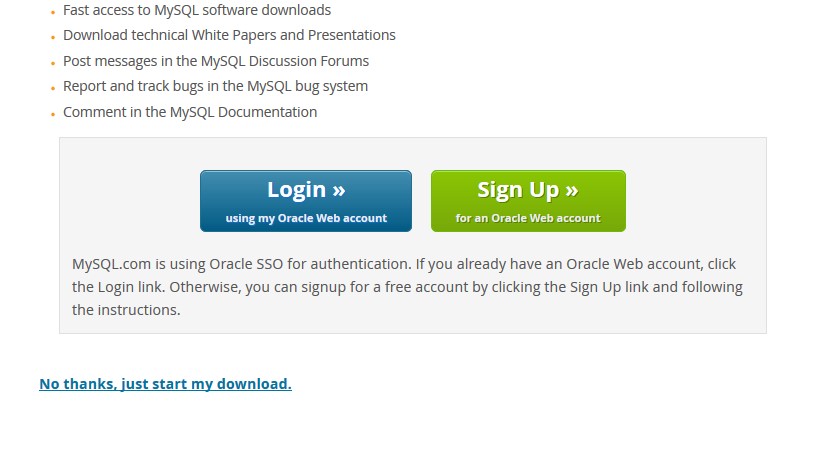 Fast access to MySQL software downloads
Download technical White Papers and Presentations
Post messages in the MySQL Discussion Forums
Report and track bugs in the MySQL bug system
Comment in the MySQL Documentation
Login »
using my Oracle Web account
Sign Up »
for an Oracle Web account
MySQL.com is using Oracle SSO for authentication. If you already have an Oracle Web account, click
the Login link. Otherwise, you can signup for a free account by clicking the Sign Up link and following
the instructions.
No thanks, just start my download.